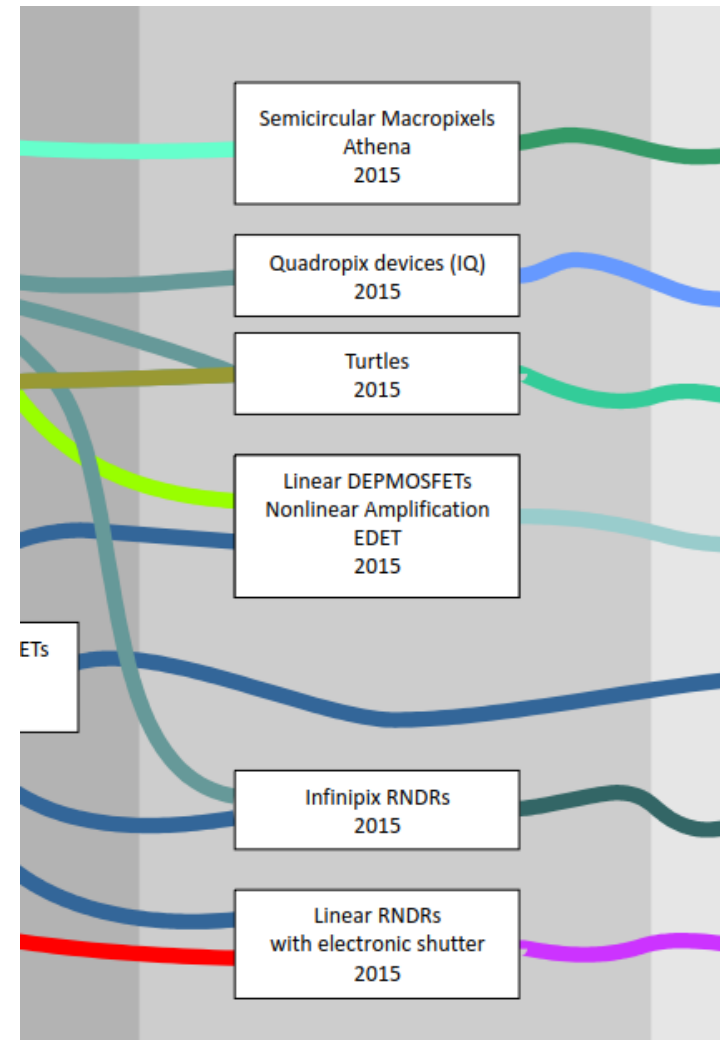 Semicircular Macropixels
Athena
2015
Quadropix devices (IQ)
2015
Turtles
2015
Linear DEPMOSFETs
Nonlinear Amplification
EDET
2015
ETs
Infinipix RNDRs
2015
Linear RNDRs
with electronic shutter
2015